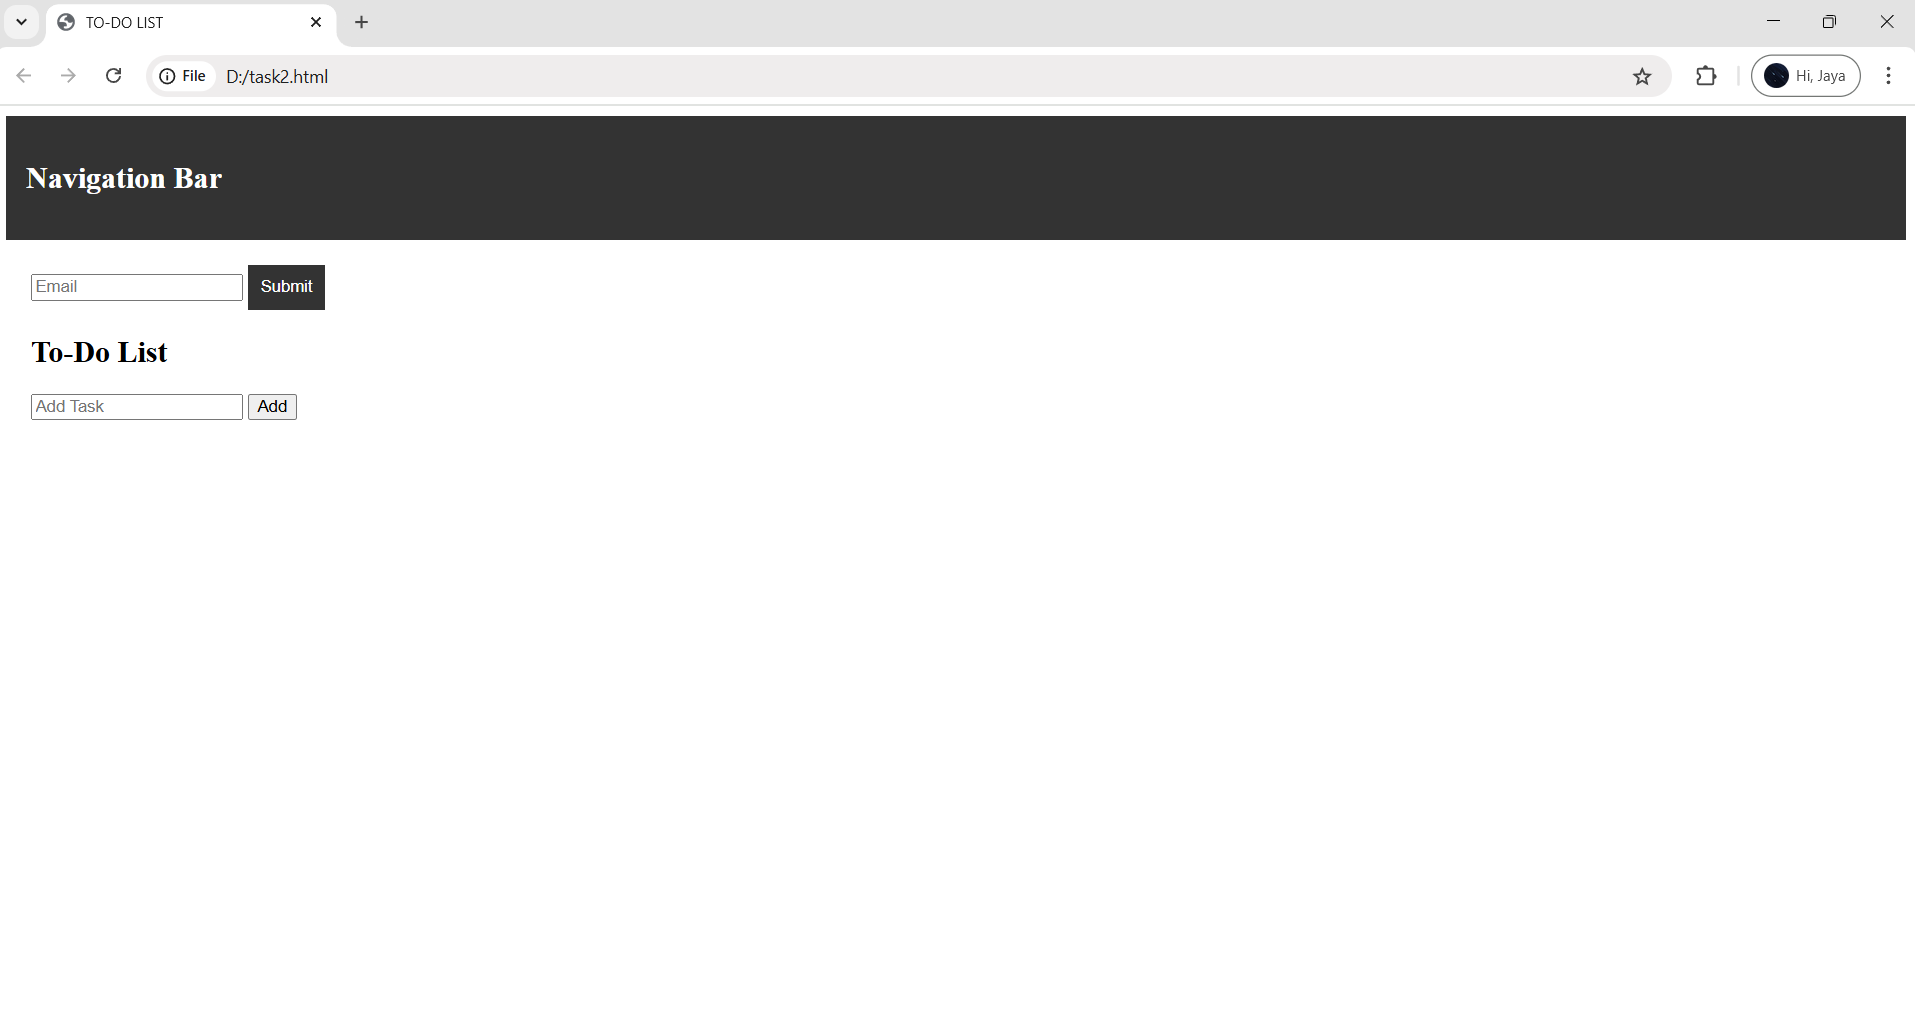 TO-DO LIST
File D:/task2.html Hi, Jaya
Navigation Bar
Email Submit
To-Do List
Add Task Add